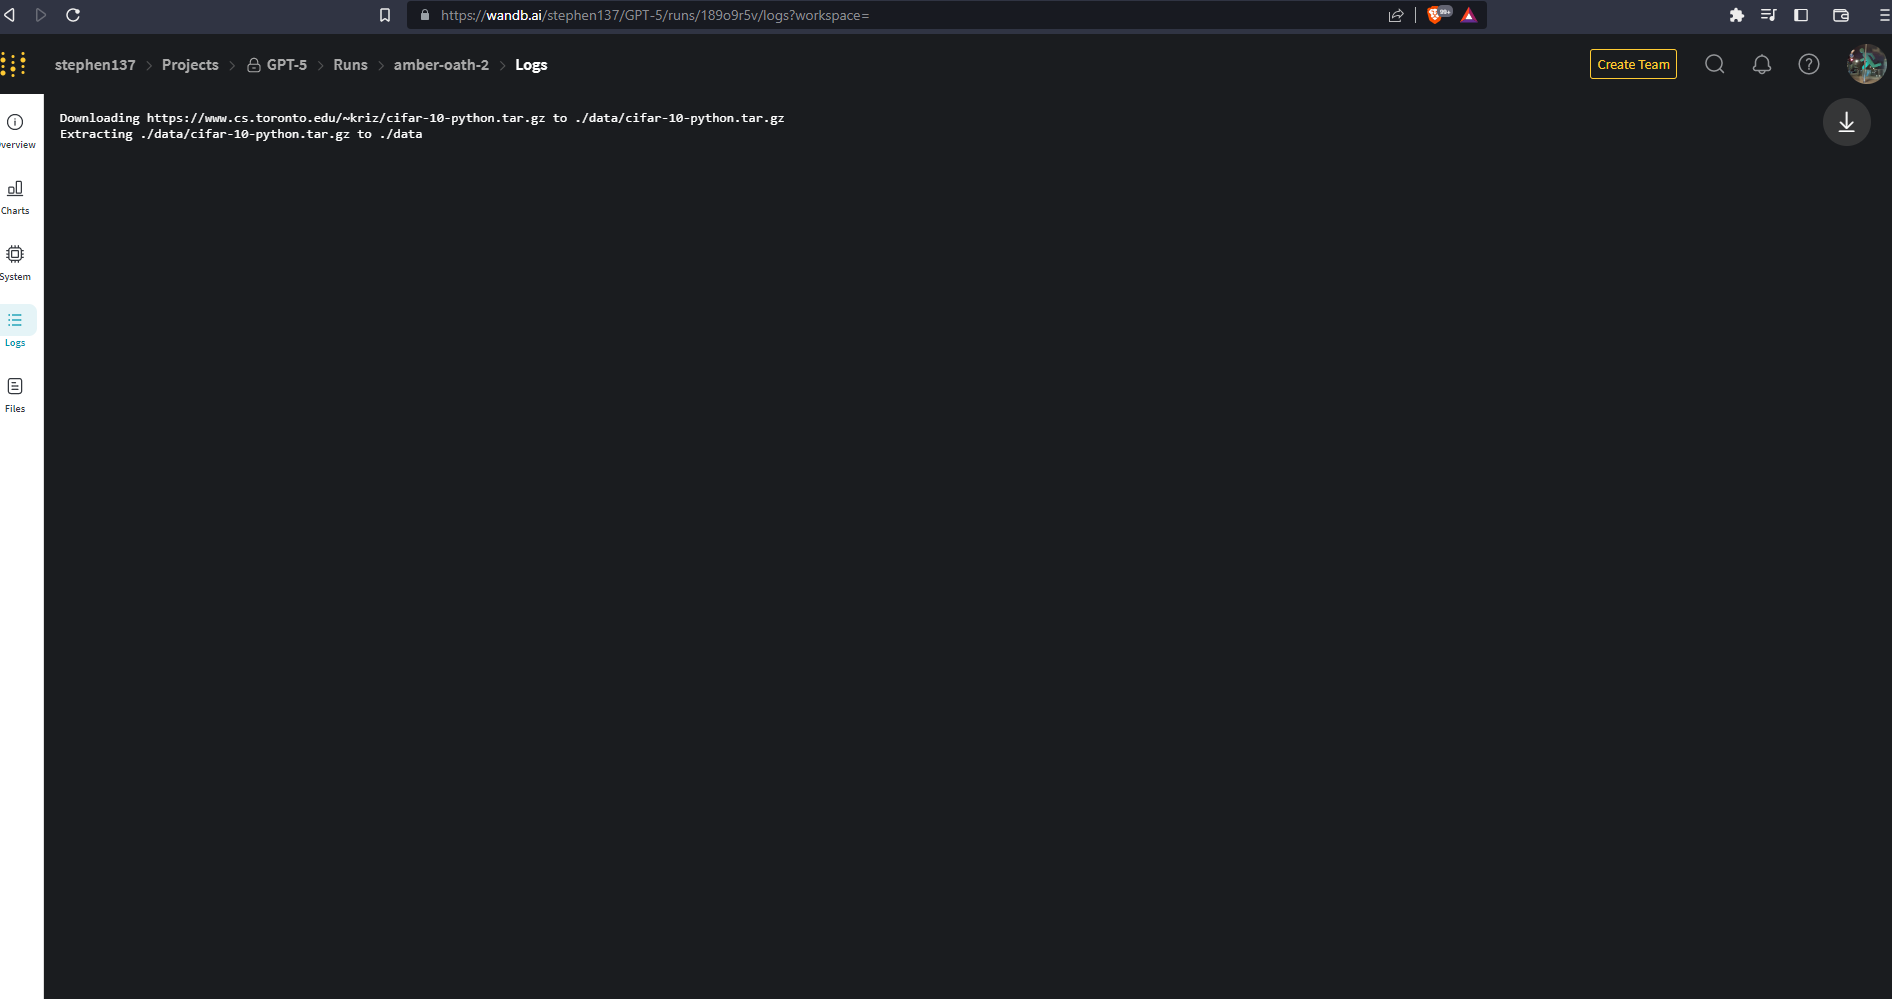 https://wandb.ai/stephen137/GPT-5/runs/189o9r5v/logs?workspace=
99+
stephen137 > Projects > GPT-5 > Runs > amber-oath-2 > Logs
Create Team
Downloading https://www.cs.toronto.edu/~kriz/cifar-10-python.tar.gz to ./data/cifar-10-python.tar.gz
Extracting ./data/cifar-10-python.tar.gz to ./data
verview
Charts
System
Logs
Files